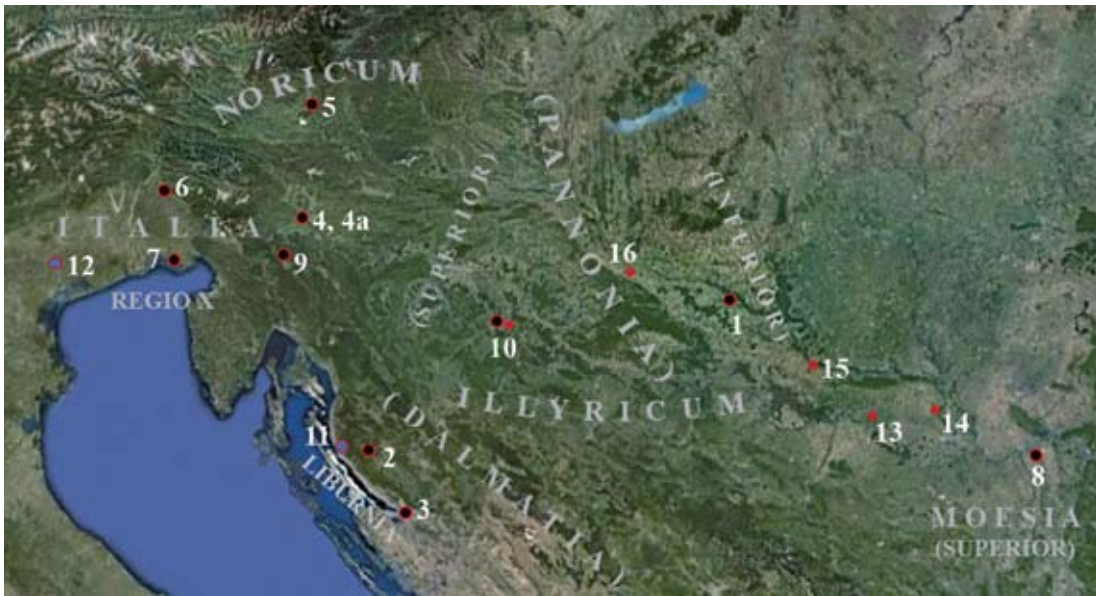 NORICUM
5
(PANNONIA)
(SUPERIOR)
(INFERIOR)
6
ITALIA
4, 4a
12
7
9
16
REGIO X
1
10
15
ILLYRICUM
(DALMATIA)
13
14
11
2
8
LIBURNIA
3
MOESIA
(SUPERIOR)